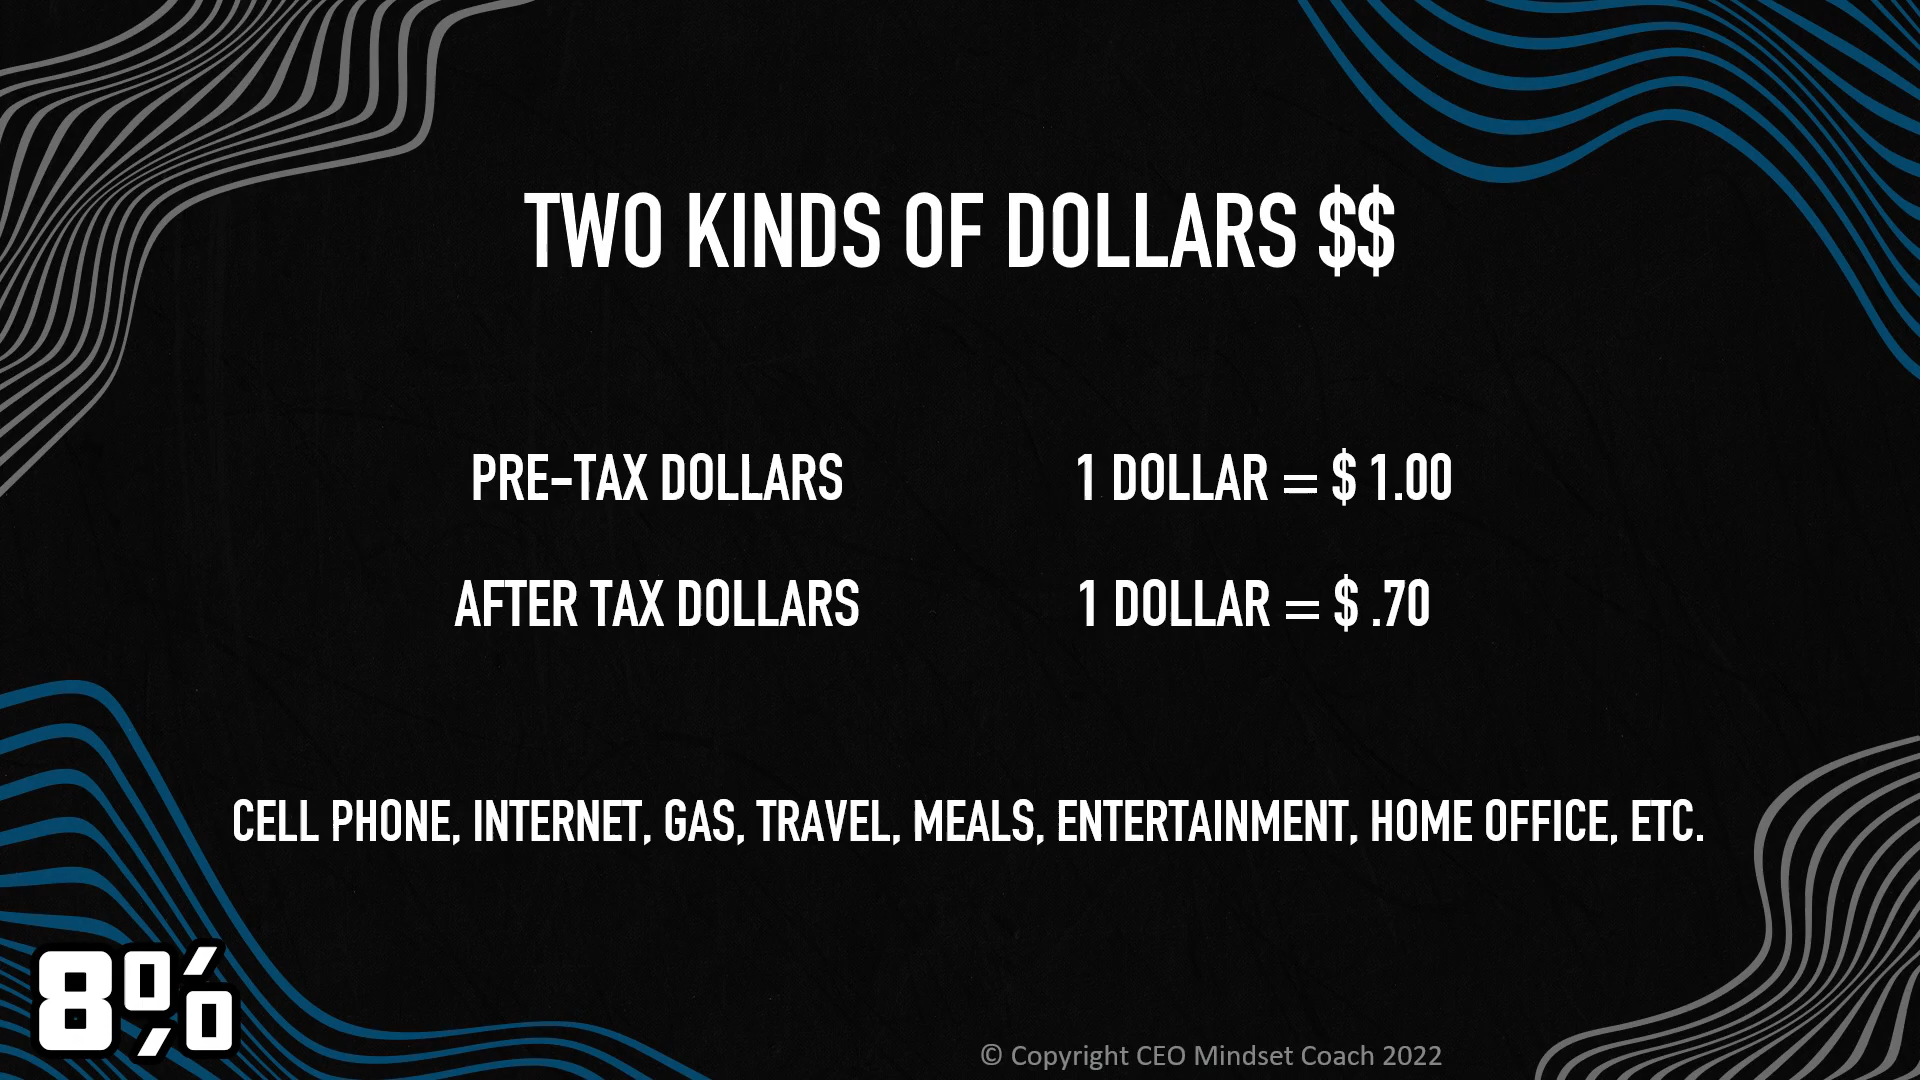 TWO KINDS OF DOLLARS $$
PRE-TAX DOLLARS 1 DOLLAR = $ 1.00
AFTER TAX DOLLARS 1 DOLLAR = $ .70
CELL PHONE, INTERNET, GAS, TRAVEL, MEALS, ENTERTAINMENT, HOME OFFICE, ETC.
8%
© Copyright CEO Mindset Coach 2022